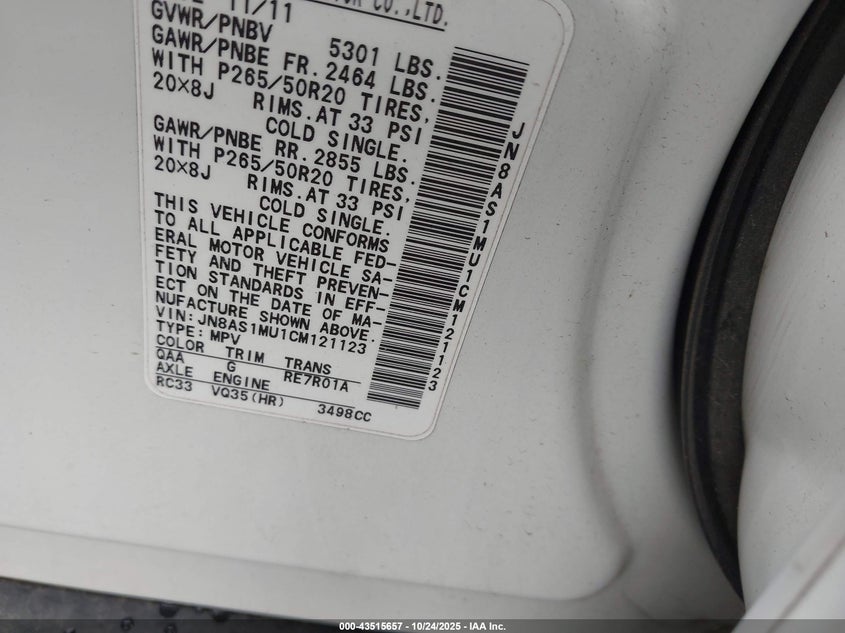 CO.,LTD.
11/11
GVWR/PNBV 5301 LBS.
GAWR/PNBE FR. 2464 LBS.
WITH P265/50R20 TIRES,
20×8J RIMS.AT 33 PSI
COLD SINGLE.
GAWR/PNBE RR. 2855 LBS.
WITH P265/50R20 TIRES,
20×8J RIMS.AT 33 PSI
COLD SINGLE.
THIS VEHICLE CONFORMS
TO ALL APPLICABLE FED-
ERAL MOTOR VEHICLE SA-
FETY AND THEFT PREVEN-
TION STANDARDS IN EFF-
ECT ON THE DATE OF MA-
NUFACTURE SHOWN ABOVE.
VIN:JN8AS1MU1CM121123
TYPE:MPV
COLOR TRIM TRANS
QAA G RE7R01A
AXLE ENGINE
RC33 VQ35(HR) 3498CC
JN8AS1MU1CM121123
000-43515657 - 10/24/2025 - IAA Inc.